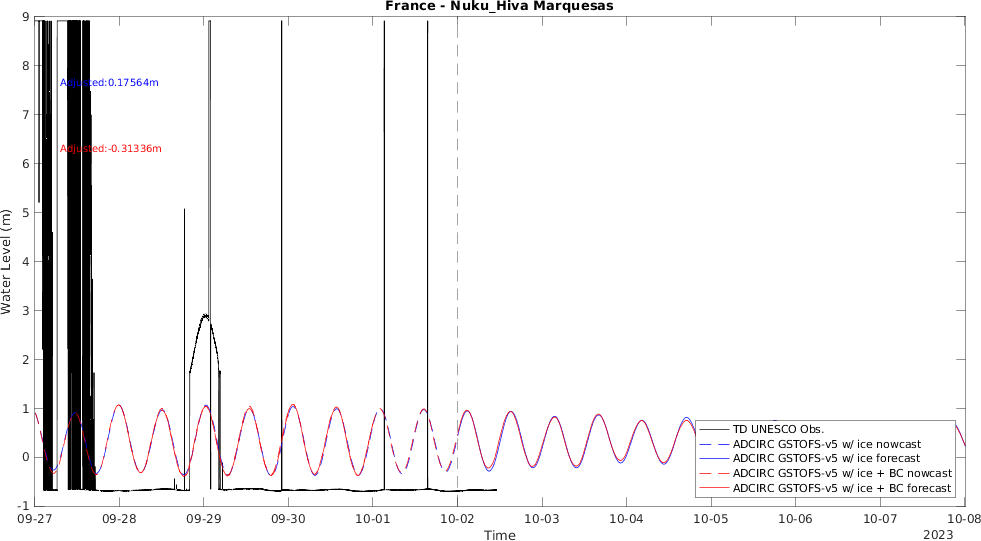 France - Nuku_Hiva Marquesas
9
8
7
6
5
4
3
2
1
0
-1
Water Level (m)
Adjusted:0.17564m
Adjusted:-0.31336m
TD UNESCO Obs.
ADCIRC GSTOFS-v5 w/ ice nowcast
ADCIRC GSTOFS-v5 w/ ice forecast
ADCIRC GSTOFS-v5 w/ ice + BC nowcast
ADCIRC GSTOFS-v5 w/ ice + BC forecast
09-27 09-28 09-29 09-30 10-01 10-02 10-03 10-04 10-05 10-06 10-07 10-08
Time
2023